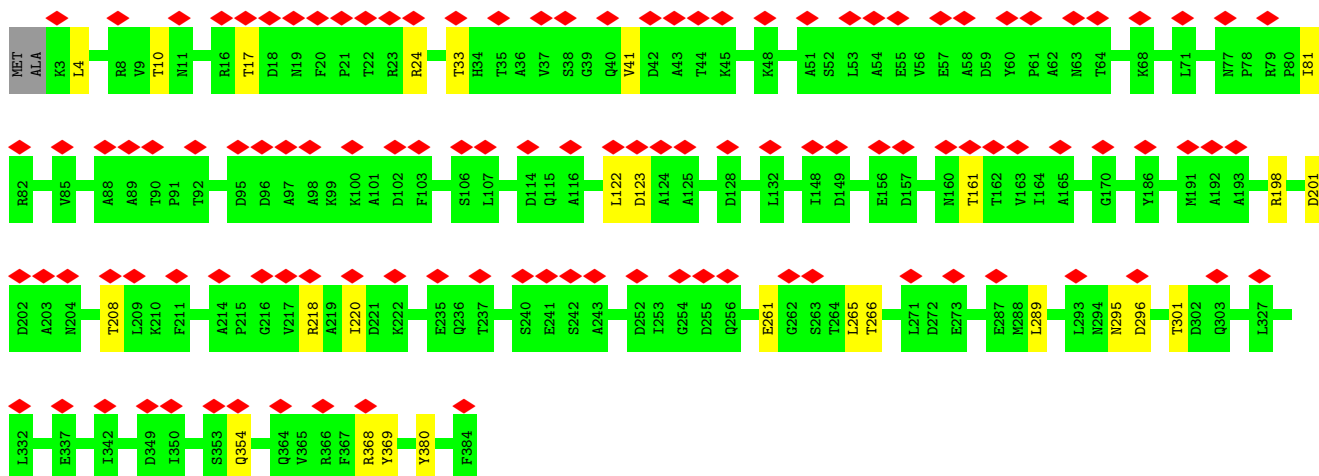 MET ALA K3 L4 R8 V9 T10 N11 R16 T17 D18 N19 F20 P21 T22 R23 R24 T33 H34 T35 A36 V37 S38 G39 Q40 V41 D42 A43 T44 K45 K48 A51 S52 L53 A54 E55 V56 E57 A58 D59 Y60 P61 A62 N63 T64 K68 L71 N77 P78 R79 P80 I81
R82 V85 A88 A89 T90 P91 T92 D95 D96 A97 A98 K99 K100 A101 D102 F103 S106 L107 D114 Q115 A116 L122 D123 A124 A125 D128 L132 I148 D149 E156 D157 N160 T161 T162 V163 I164 A165 G170 Y186 M191 A192 A193 R198 D201
D202 A203 N204 T208 L209 K210 F211 A214 P215 G216 V217 R218 A219 I220 D221 K222 E235 Q236 T237 S240 E241 S242 A243 D252 I253 G254 D255 Q256 E261 G262 S263 T264 L265 T266 L271 D272 E273 E287 M288 L289 L293 N294 N295 D296 T301 D302 Q303 L327
L332 E337 I342 D349 I350 S353 Q354 Q364 V365 R366 F367 R368 Y369 Y380 F384